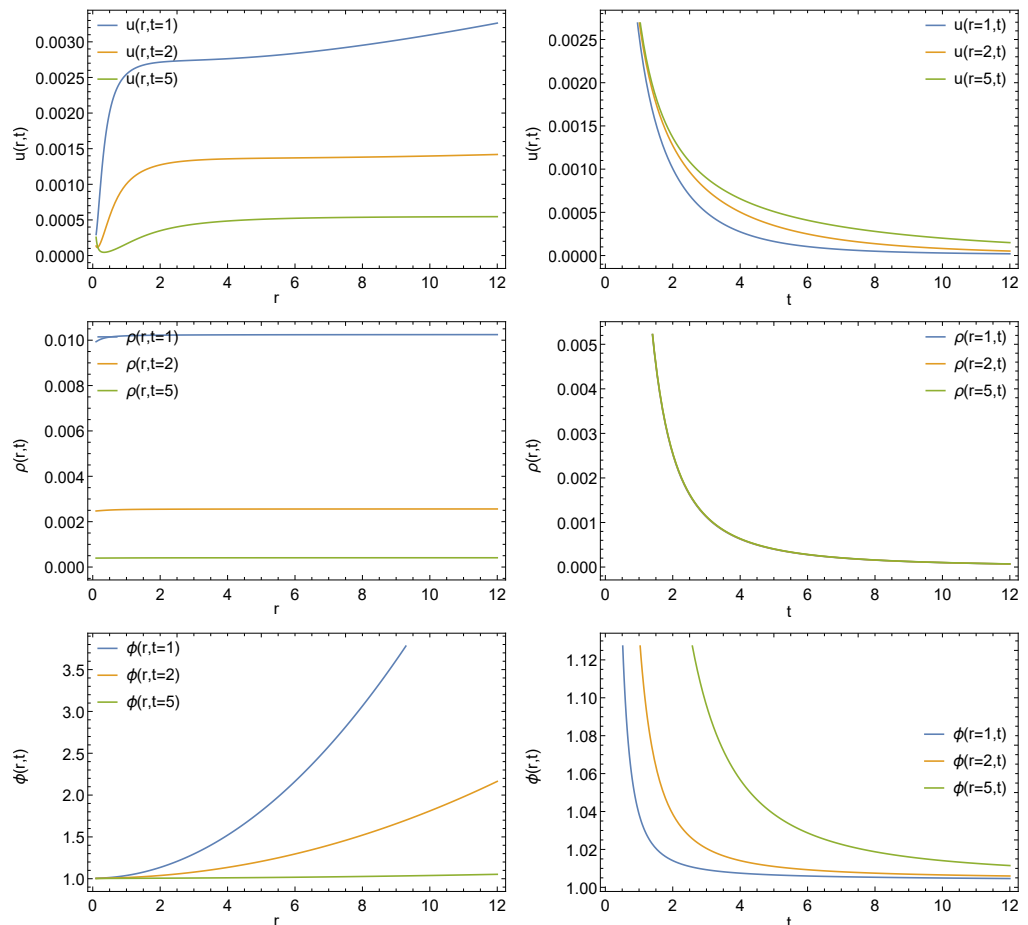 u(r,t=1)
u(r,t=2)
u(r,t=5)
0.0030
0.0025
0.0020
0.0015
0.0010
0.0005
0.0000
u(r,t)
0 2 4 6 8 10 12
r
u(r=1,t)
u(r=2,t)
u(r=5,t)
0.0025
0.0020
0.0015
0.0010
0.0005
0.0000
u(r,t)
0 2 4 6 8 10 12
t
ρ(r,t=1)
ρ(r,t=2)
ρ(r,t=5)
0.010
0.008
0.006
0.004
0.002
0.000
ρ(r,t)
0 2 4 6 8 10 12
r
ρ(r=1,t)
ρ(r=2,t)
ρ(r=5,t)
0.005
0.004
0.003
0.002
0.001
0.000
ρ(r,t)
0 2 4 6 8 10 12
t
ϕ(r,t=1)
ϕ(r,t=2)
ϕ(r,t=5)
3.5
3.0
2.5
2.0
1.5
1.0
ϕ(r,t)
0 2 4 6 8 10 12
r
ϕ(r=1,t)
ϕ(r=2,t)
ϕ(r=5,t)
1.12
1.10
1.08
1.06
1.04
1.02
1.00
ϕ(r,t)
0 2 4 6 8 10 12
t